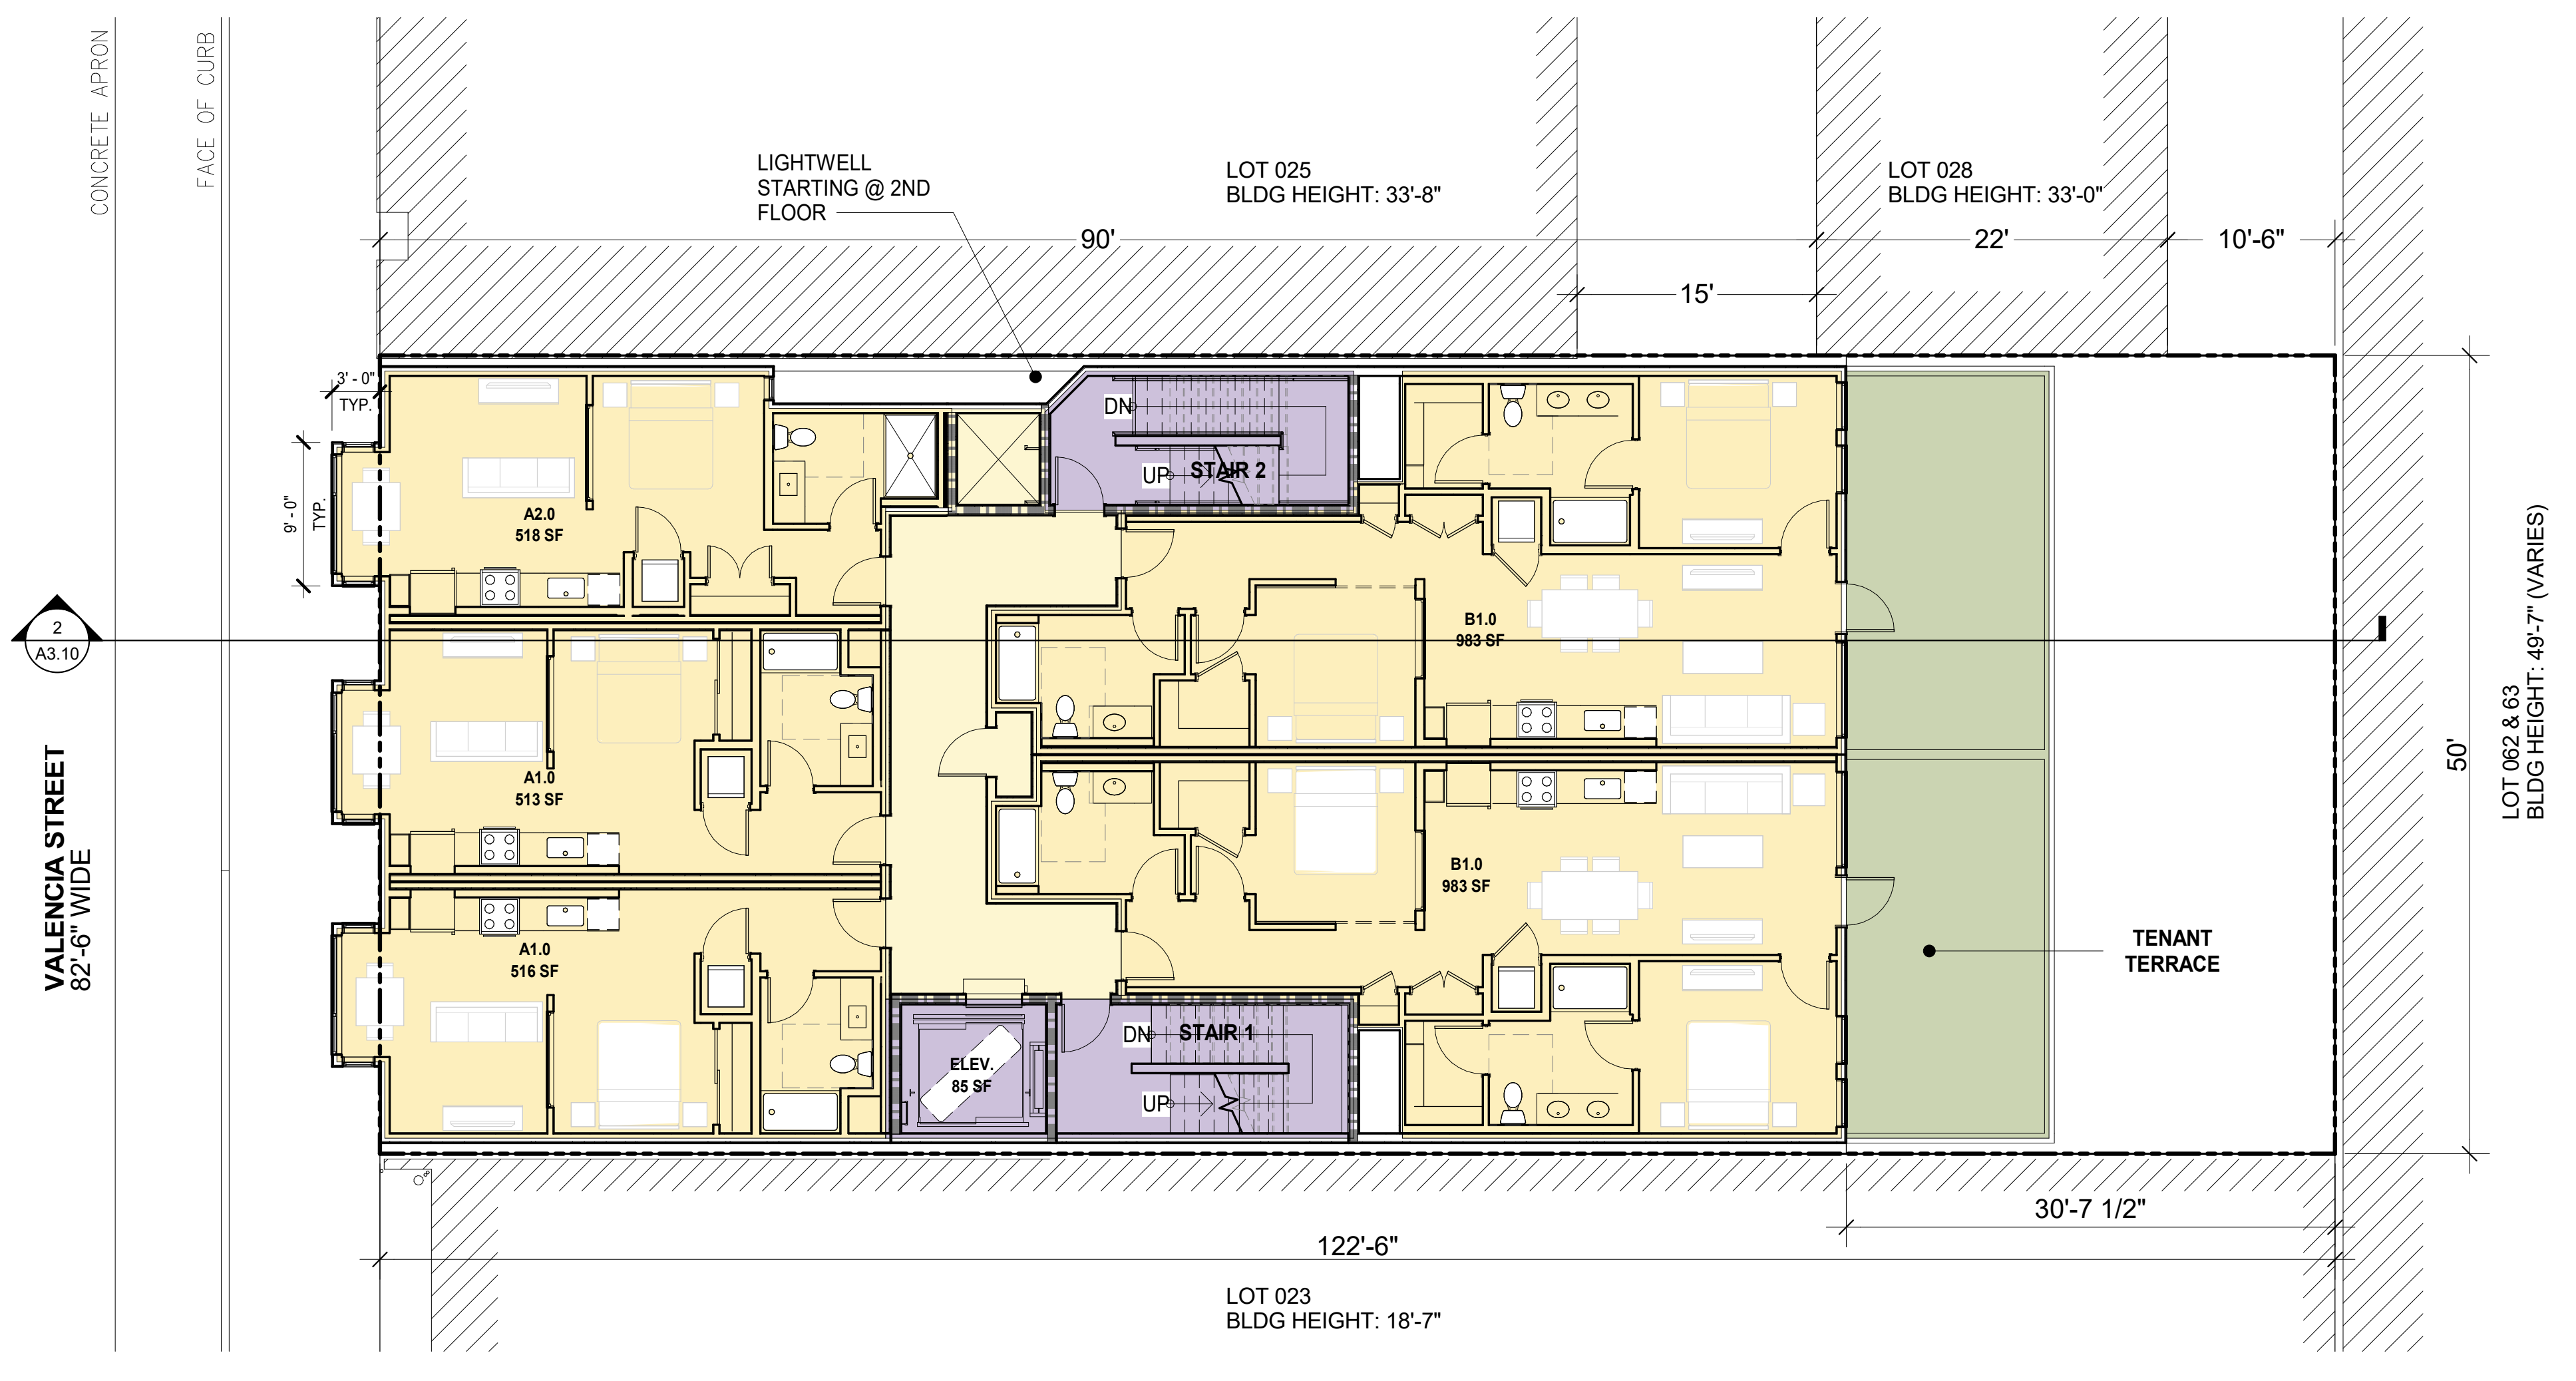 CONCRETE APRON
FACE OF CURB
LIGHTWELL
STARTING @ 2ND
FLOOR
LOT 025
BLDG HEIGHT: 33'-8"
LOT 028
BLDG HEIGHT: 33'-0"
90'
22'
10'-6"
15'
3' - 0"
TYP.
9' - 0"
TYP.
DN
UP
STAIR 2
A2.0
518 SF
B1.0
983 SF
2
A3.10
A1.0
513 SF
B1.0
983 SF
A1.0
516 SF
VALENCIA STREET
82'-6" WIDE
TENANT
TERRACE
ELEV.
85 SF
DN
STAIR 1
UP
50'
LOT 062 & 63
BLDG HEIGHT: 49'-7" (VARIES)
30'-7 1/2"
122'-6"
LOT 023
BLDG HEIGHT: 18'-7"